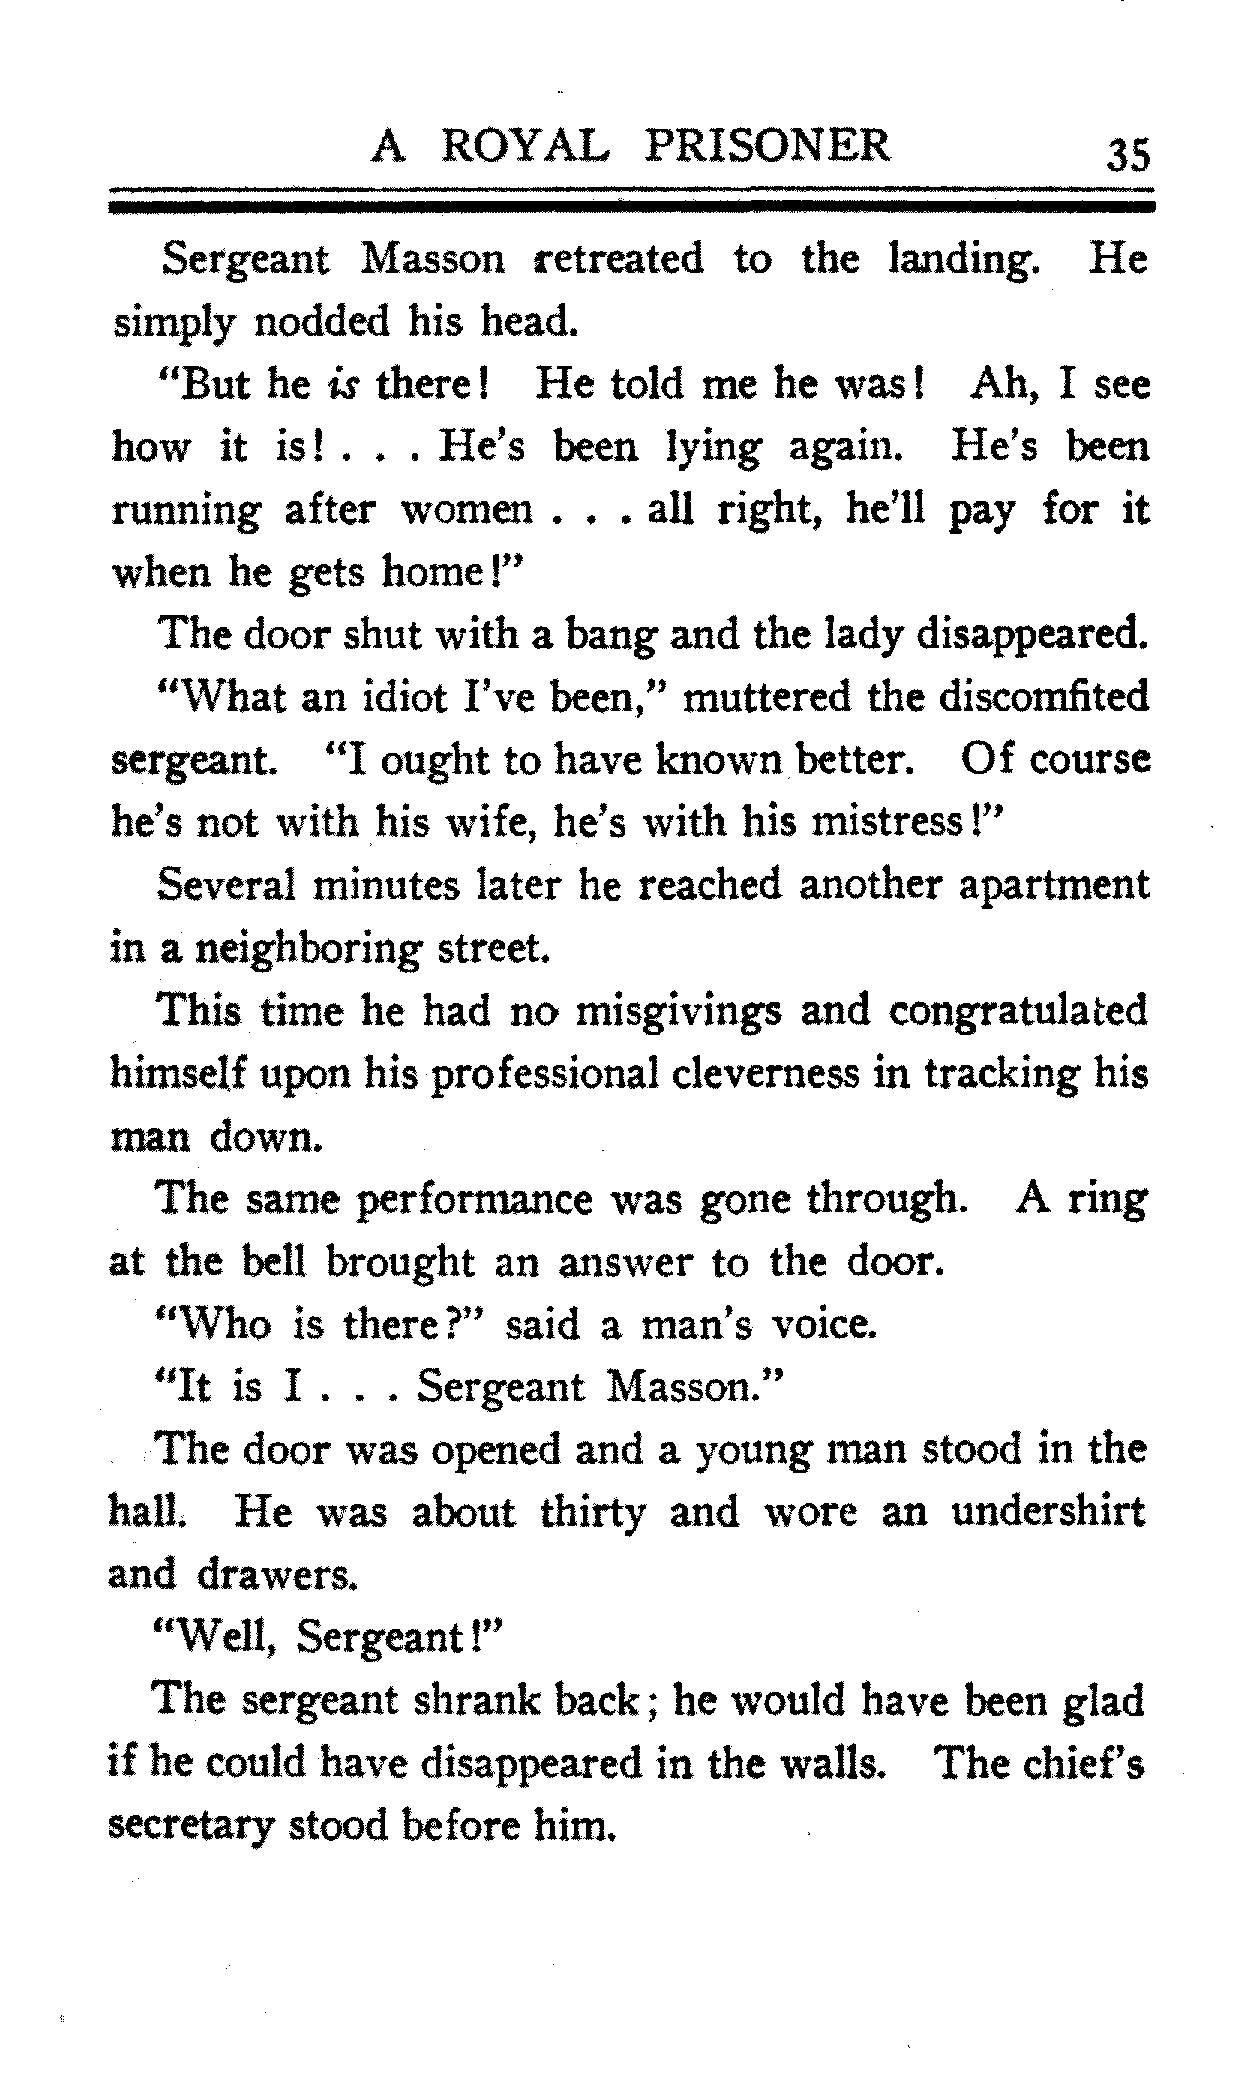 A ROYAL PRISONER 35
Sergeant Masson retreated to the landing. He
simply nodded his head.
“But he is there! He told me he was! Ah, I see
how it is! . . . He’s been lying again. He’s been
running after women . . . all right, he’ll pay for it
when he gets home!”
The door shut with a bang and the lady disappeared.
“What an idiot I’ve been,” muttered the discomfited
sergeant. “I ought to have known better. Of course
he’s not with his wife, he’s with his mistress!”
Several minutes later he reached another apartment
in a neighboring street.
This time he had no misgivings and congratulated
himself upon his professional cleverness in tracking his
man down.
The same performance was gone through. A ring
at the bell brought an answer to the door.
“Who is there?” said a man’s voice.
“It is I . . . Sergeant Masson.”
The door was opened and a young man stood in the
hall. He was about thirty and wore an undershirt
and drawers.
“Well, Sergeant!”
The sergeant shrank back; he would have been glad
if he could have disappeared in the walls. The chief’s
secretary stood before him.